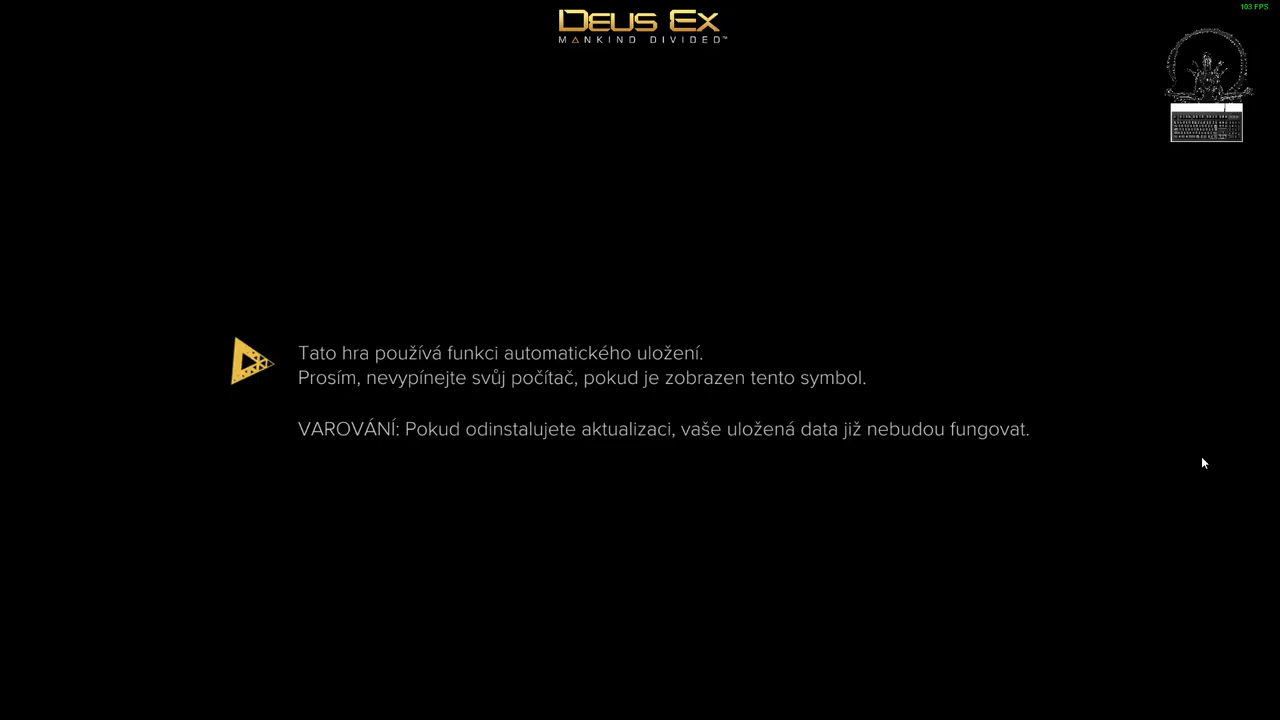 103 FPS
DEUS EX
MANKIND DIVIDED™
Tato hra používá funkci automatického uložení.
Prosím, nevypínejte svůj počítač, pokud je zobrazen tento symbol.
VAROVÁNÍ: Pokud odinstalujete aktualizaci, vaše uložená data již nebudou fungovat.